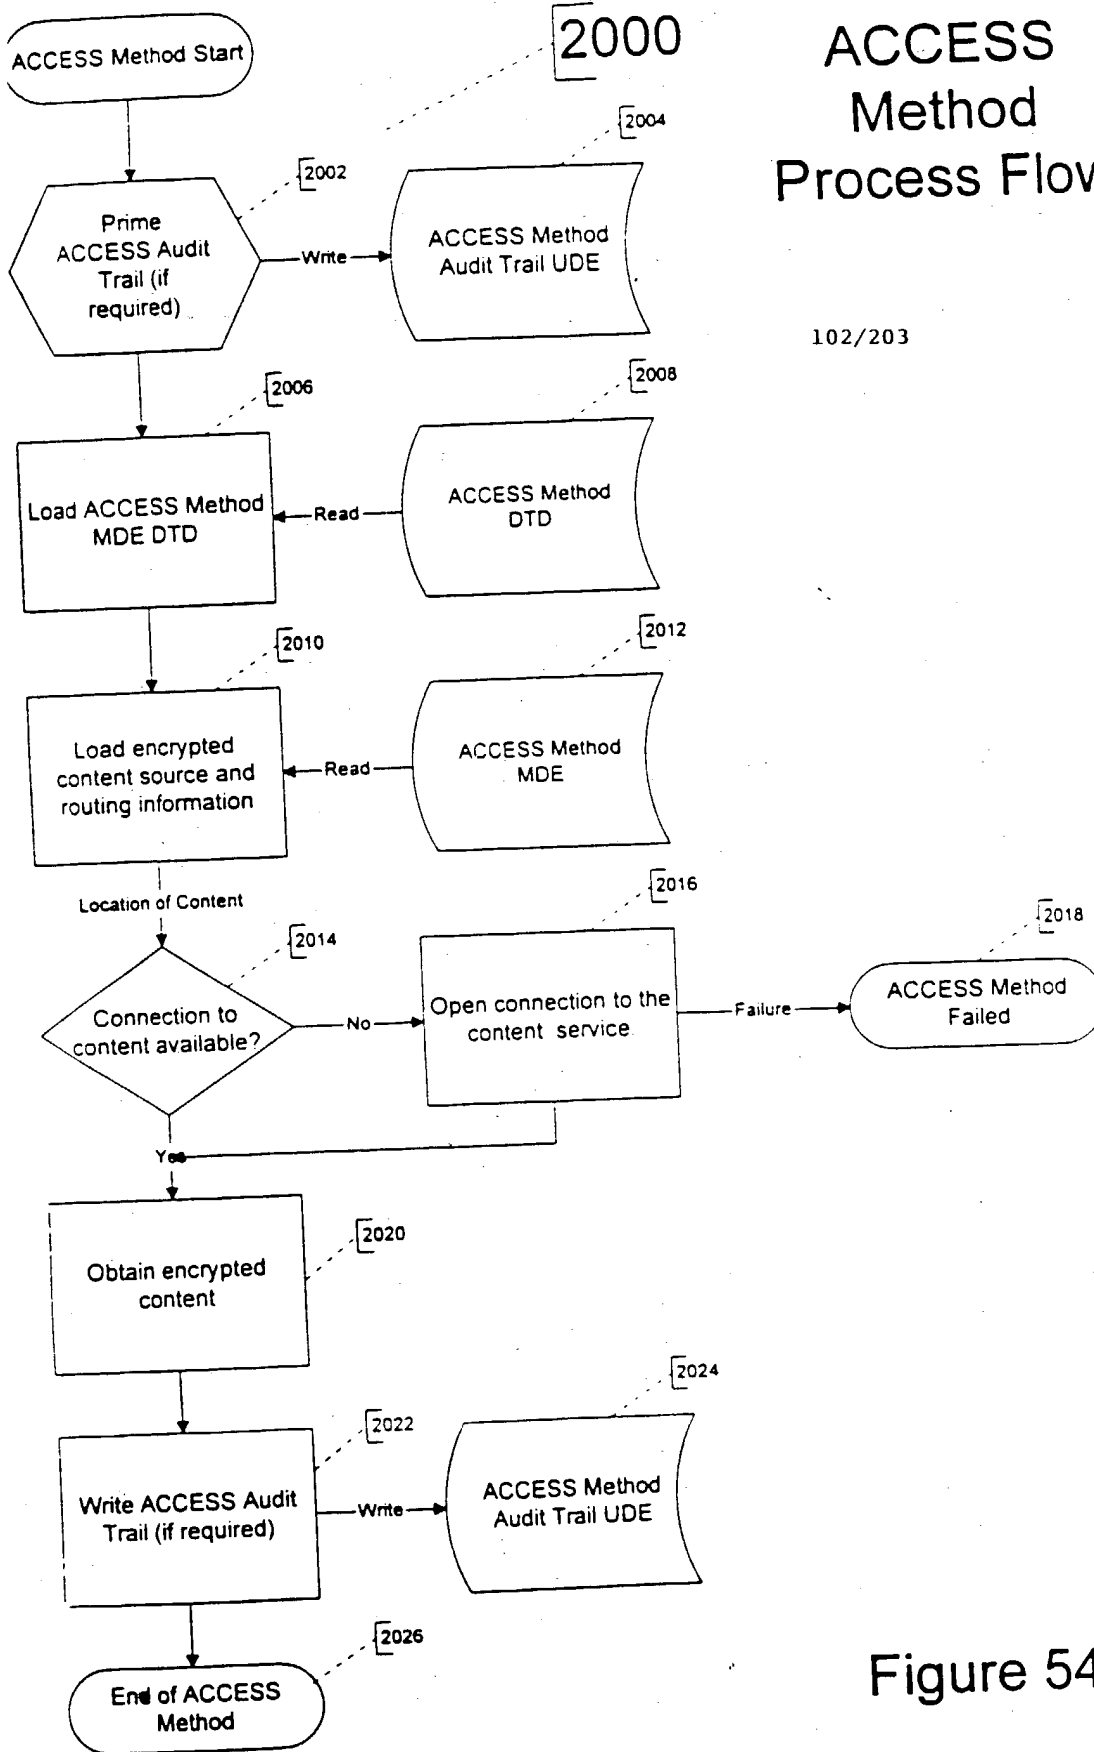 2000
ACCESS
Method
Process Flow
102/203
ACCESS Method Start
2002
2004
Prime
ACCESS Audit
Trail (if
required)
Write
ACCESS Method
Audit Trail UDE
2006
2008
Load ACCESS Method
MDE DTD
Read
ACCESS Method
DTD
2010
2012
Load encrypted
content source and
routing information
Read
ACCESS Method
MDE
Location of Content
2014
2016
2018
Connection to
content available?
No
Open connection to the
content service.
Failure
ACCESS Method
Failed
Yes
2020
Obtain encrypted
content
2022
2024
Write ACCESS Audit
Trail (if required)
Write
ACCESS Method
Audit Trail UDE
2026
End of ACCESS
Method
Figure 54